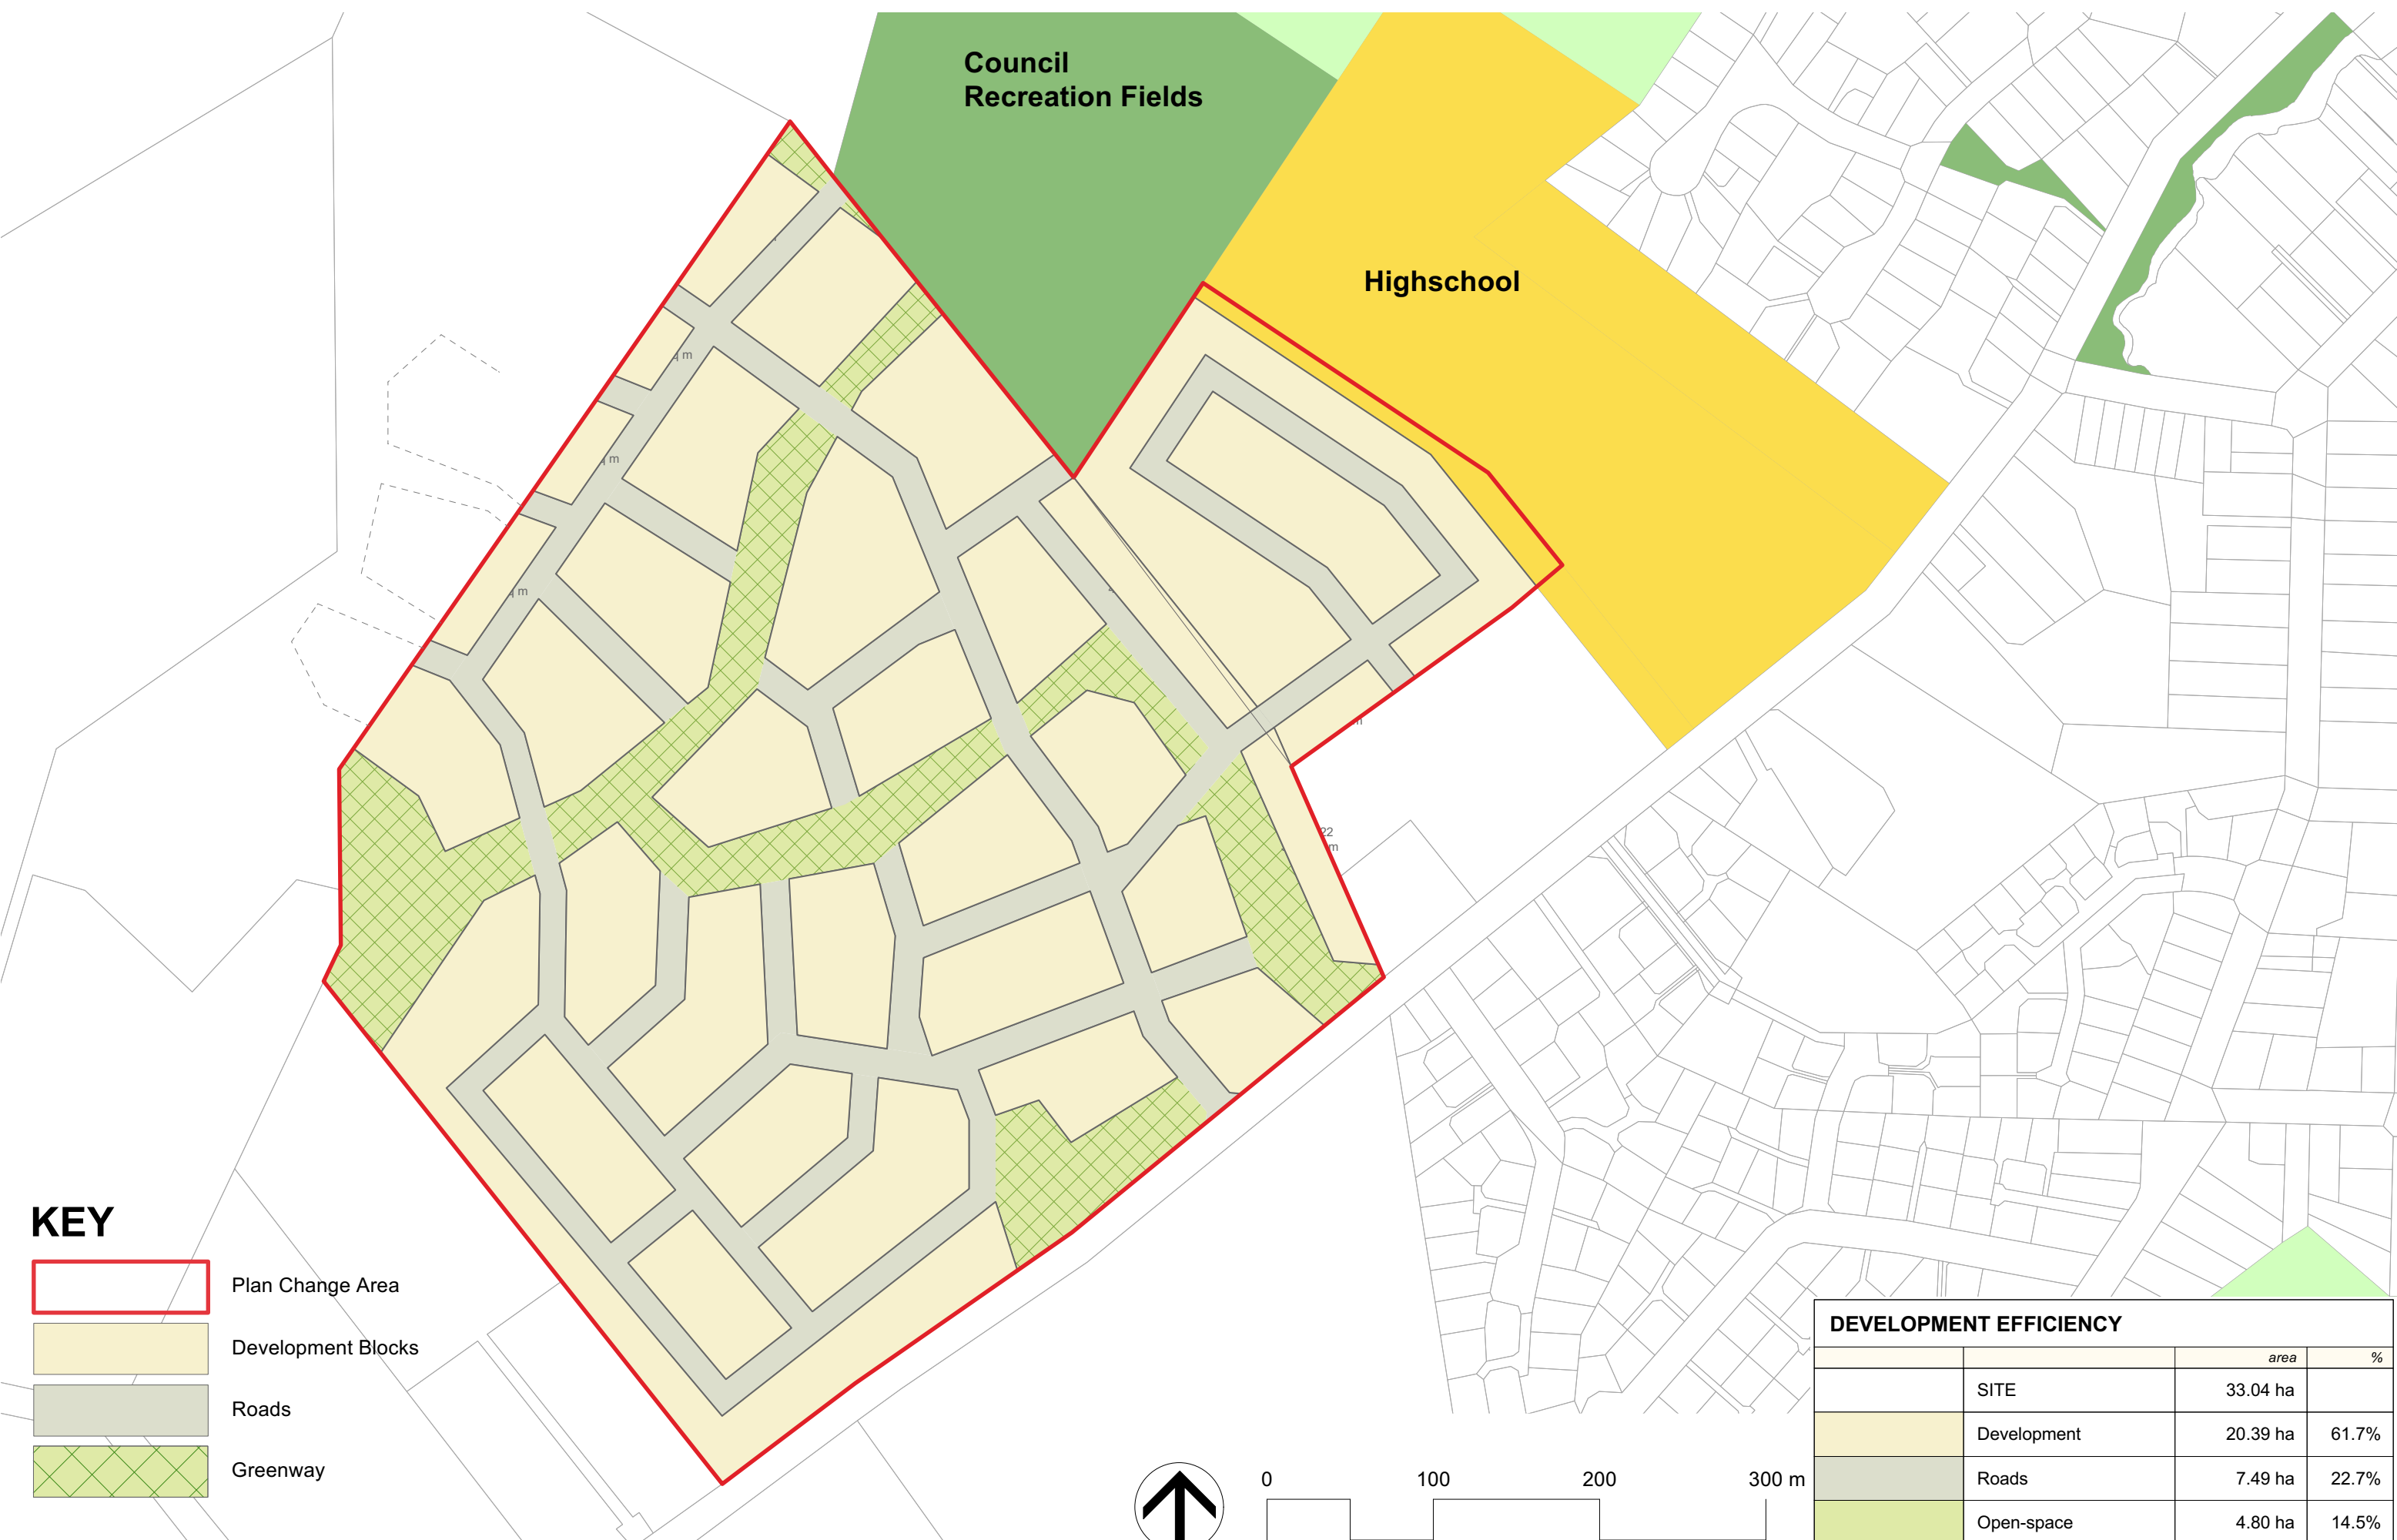 Council
Recreation Fields
Highschool
m
m
m
22
m
KEY
Plan Change Area
Development Blocks
Roads
Greenway
0 100 200 300 m
DEVELOPMENT EFFICIENCY
area %
SITE 33.04 ha
Development 20.39 ha 61.7%
Roads 7.49 ha 22.7%
Open-space 4.80 ha 14.5%